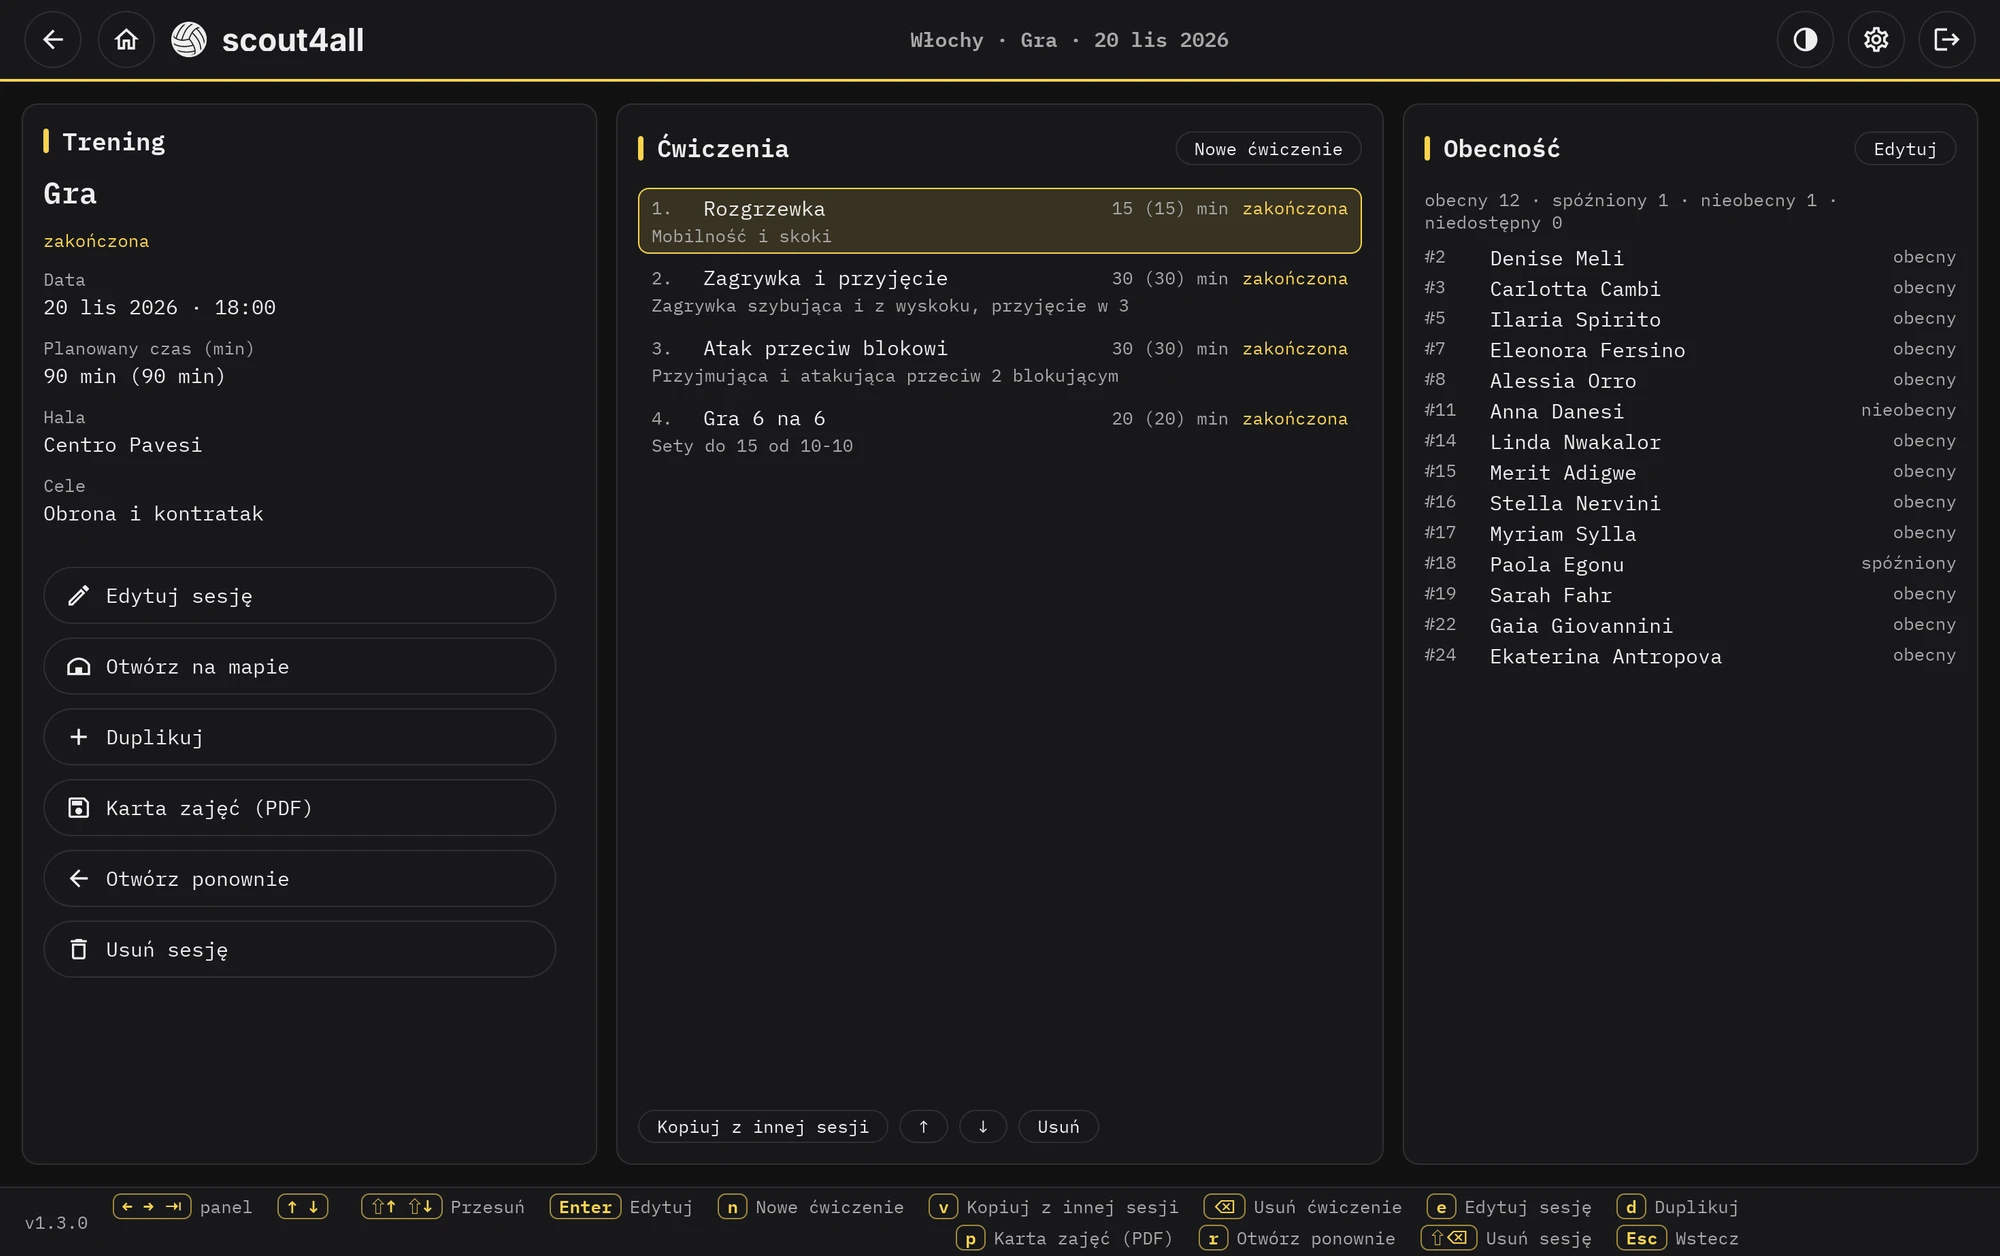 scout4all
Włochy · Gra · 20 lis 2026
Trening
Gra
zakończona
Data
20 lis 2026 · 18:00
Planowany czas (min)
90 min (90 min)
Hala
Centro Pavesi
Cele
Obrona i kontratak
Edytuj sesję
Otwórz na mapie
Duplikuj
Karta zajęć (PDF)
Otwórz ponownie
Usuń sesję
Ćwiczenia
Nowe ćwiczenie
1. Rozgrzewka 15 (15) min zakończona
Mobilność i skoki
2. Zagrywka i przyjęcie 30 (30) min zakończona
Zagrywka szybująca i z wyskoku, przyjęcie w 3
3. Atak przeciw blokowi 30 (30) min zakończona
Przyjmująca i atakująca przeciw 2 blokującym
4. Gra 6 na 6 20 (20) min zakończona
Sety do 15 od 10-10
Kopiuj z innej sesji ↑ ↓ Usuń
Obecność
Edytuj
obecny 12 · spóźniony 1 · nieobecny 1 ·
niedostępny 0
#2 Denise Meli obecny
#3 Carlotta Cambi obecny
#5 Ilaria Spirito obecny
#7 Eleonora Fersino obecny
#8 Alessia Orro obecny
#11 Anna Danesi nieobecny
#14 Linda Nwakalor obecny
#15 Merit Adigwe obecny
#16 Stella Nervini obecny
#17 Myriam Sylla obecny
#18 Paola Egonu spóźniony
#19 Sarah Fahr obecny
#22 Gaia Giovannini obecny
#24 Ekaterina Antropova obecny
v1.3.0
← → ⇥ panel ↑ ↓ ⇧↑ ⇧↓ Przesuń Enter Edytuj n Nowe ćwiczenie v Kopiuj z innej sesji ⌫ Usuń ćwiczenie e Edytuj sesję d Duplikuj
p Karta zajęć (PDF) r Otwórz ponownie ⇧⌫ Usuń sesję Esc Wstecz